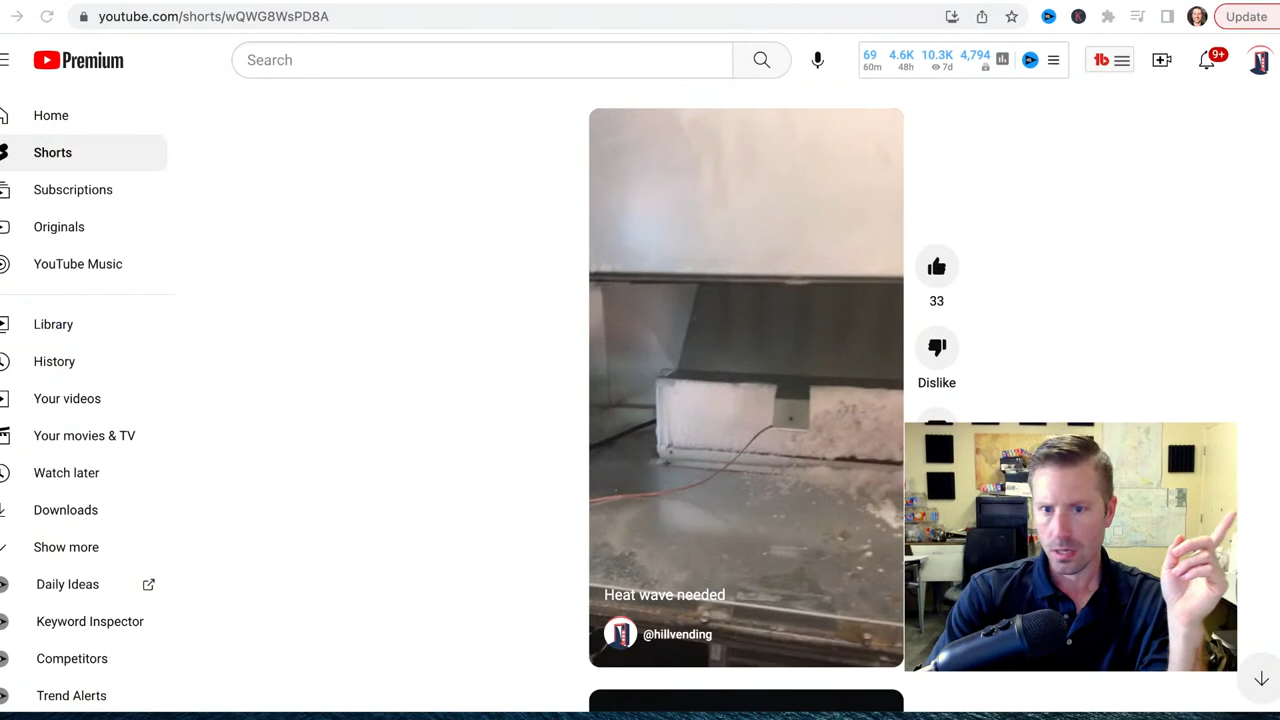 youtube.com/shorts/wQWG8WsPD8A
Update
Premium
Search
69 4.6K 10.3K 4,794
60m 48h 7d
tb
9+
Home
Shorts
Subscriptions
Originals
YouTube Music
Library
History
Your videos
Your movies & TV
Watch later
Downloads
Show more
Daily Ideas
Keyword Inspector
Competitors
Trend Alerts
33
Dislike
Heat wave needed
@hillvending